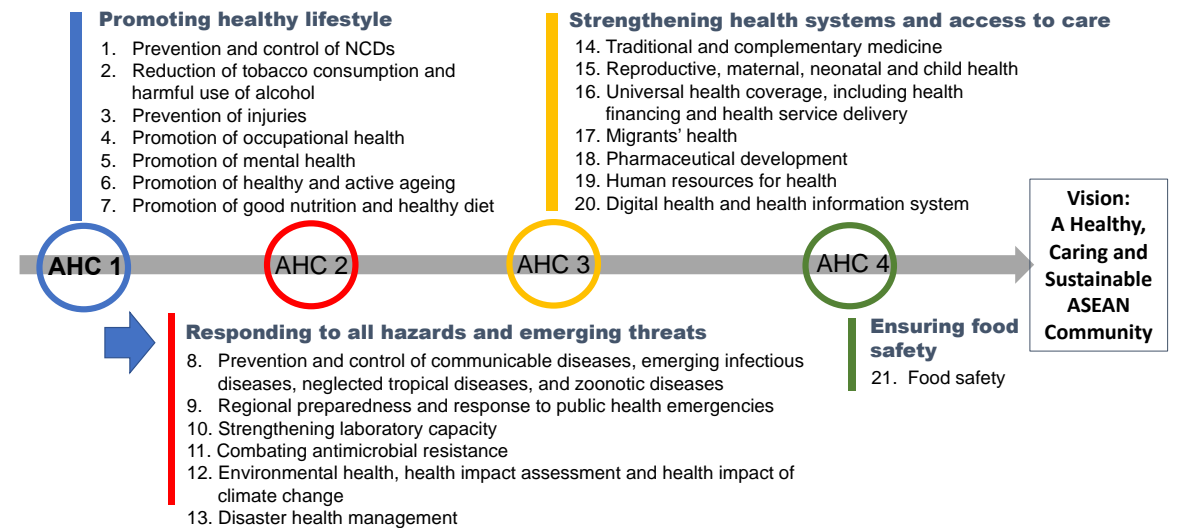 Promoting healthy lifestyle
1. Prevention and control of NCDs
2. Reduction of tobacco consumption and
harmful use of alcohol
3. Prevention of injuries
4. Promotion of occupational health
5. Promotion of mental health
6. Promotion of healthy and active ageing
7. Promotion of good nutrition and healthy diet
Strengthening health systems and access to care
14. Traditional and complementary medicine
15. Reproductive, maternal, neonatal and child health
16. Universal health coverage, including health
financing and health service delivery
17. Migrants’ health
18. Pharmaceutical development
19. Human resources for health
20. Digital health and health information system
AHC 1
AHC 2
AHC 3
AHC 4
Vision:
A Healthy,
Caring and
Sustainable
ASEAN
Community
Responding to all hazards and emerging threats
8. Prevention and control of communicable diseases, emerging infectious
diseases, neglected tropical diseases, and zoonotic diseases
9. Regional preparedness and response to public health emergencies
10. Strengthening laboratory capacity
11. Combating antimicrobial resistance
12. Environmental health, health impact assessment and health impact of
climate change
13. Disaster health management
Ensuring food
safety
21. Food safety